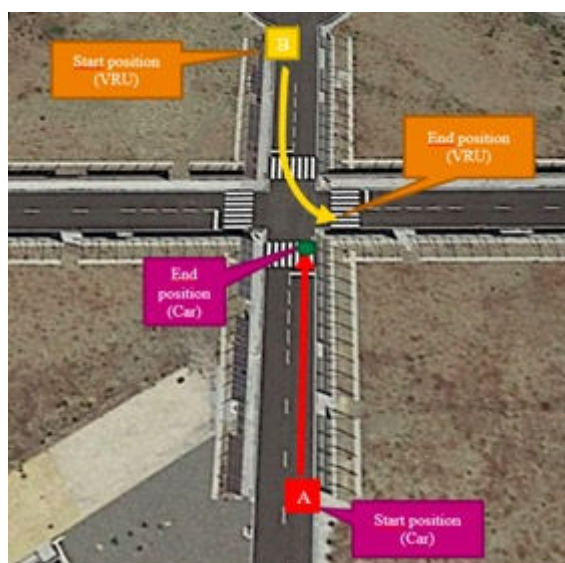 B
Start position
(VRU)
End position
(VRU)
End
position
(Car)
A
Start position
(Car)